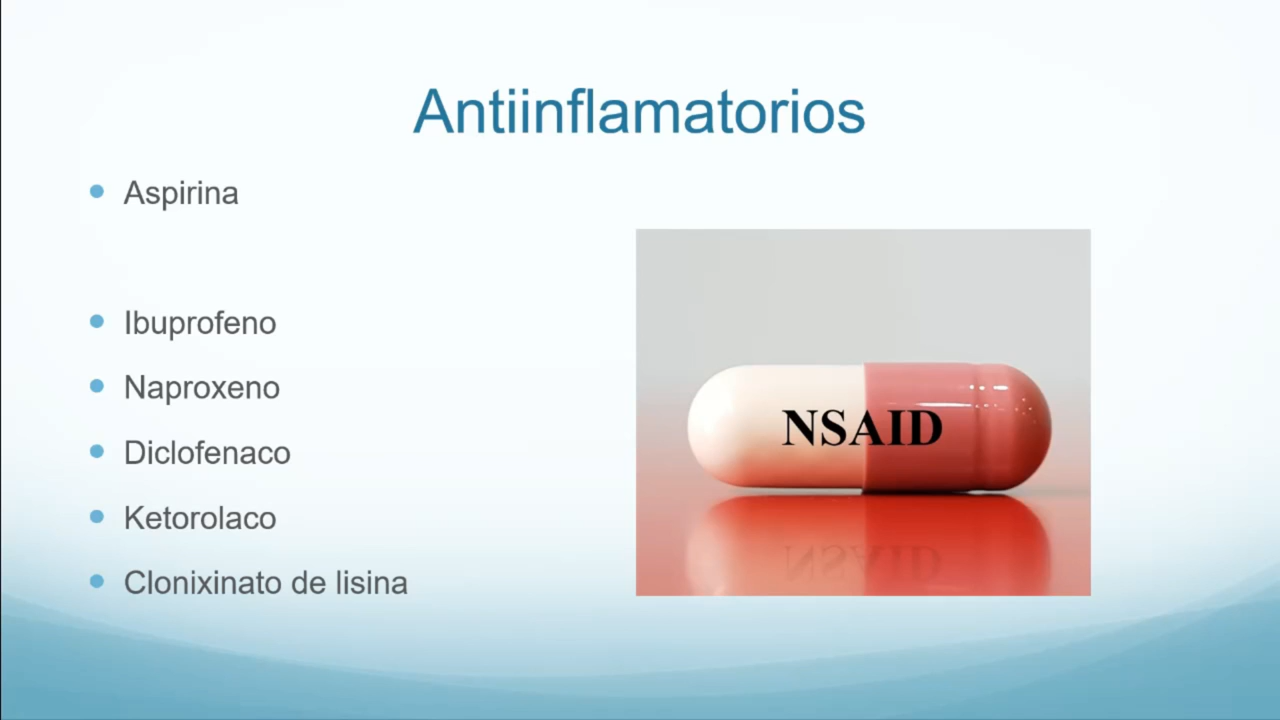 Antiinflamatorios
Aspirina
Ibuprofeno
Naproxeno
Diclofenaco
Ketorolaco
Clonixinato de lisina
NSAID